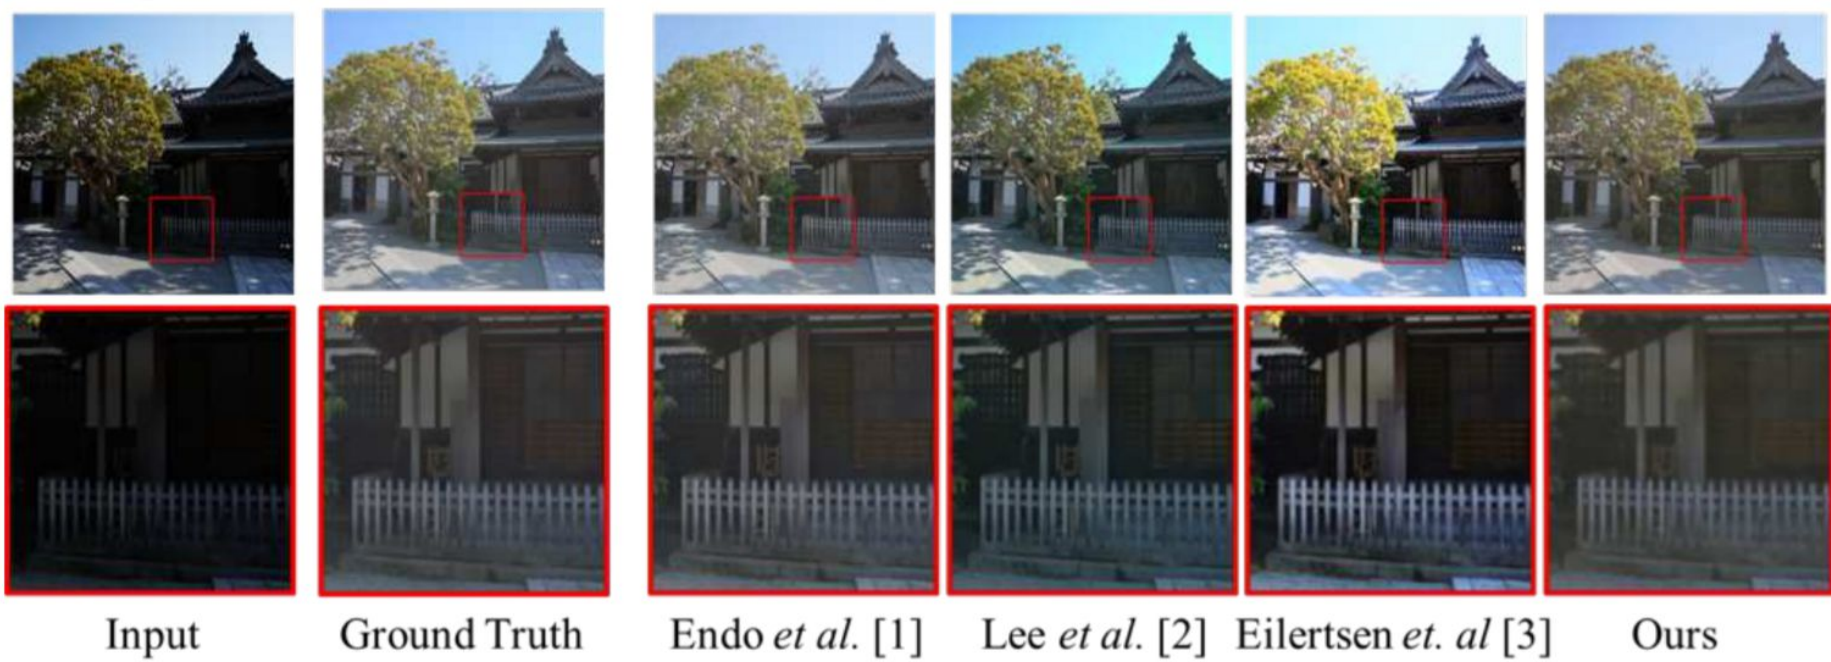 Input Ground Truth Endo et al. [1] Lee et al. [2] Eilertsen et. al [3] Ours